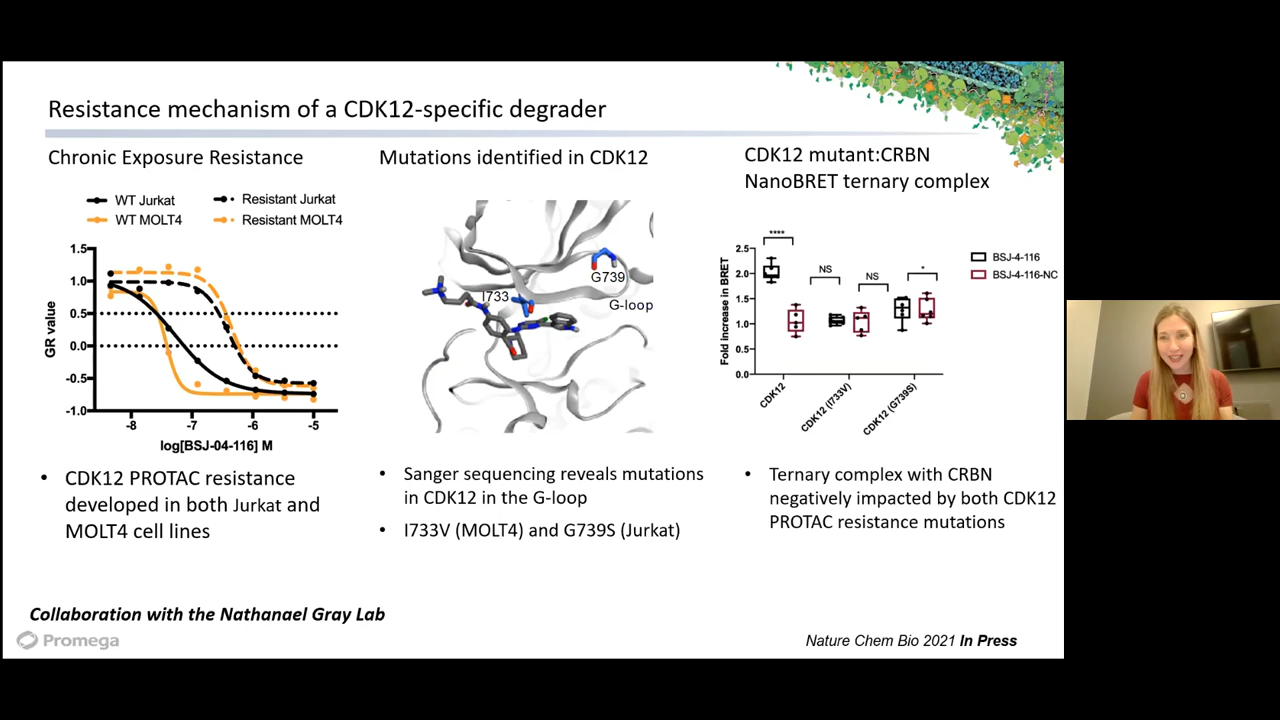 Resistance mechanism of a CDK12-specific degrader
Chronic Exposure Resistance
WT Jurkat
Resistant Jurkat
WT MOLT4
Resistant MOLT4
1.5
1.0
0.5
0.0
-0.5
-1.0
GR value
-8
-7
-6
-5
log[BSJ-04-116] M
• CDK12 PROTAC resistance
developed in both Jurkat and
MOLT4 cell lines
Mutations identified in CDK12
I733
G739
G-loop
• Sanger sequencing reveals mutations
in CDK12 in the G-loop
• I733V (MOLT4) and G739S (Jurkat)
CDK12 mutant:CRBN
NanoBRET ternary complex
****
NS
NS
*
BSJ-4-116
BSJ-4-116-NC
2.5
2.0
1.5
1.0
0.5
0.0
Fold increase in BRET
CDK12
CDK12 (I733V)
CDK12 (G739S)
• Ternary complex with CRBN
negatively impacted by both CDK12
PROTAC resistance mutations
Collaboration with the Nathanael Gray Lab
Promega
Nature Chem Bio 2021 In Press